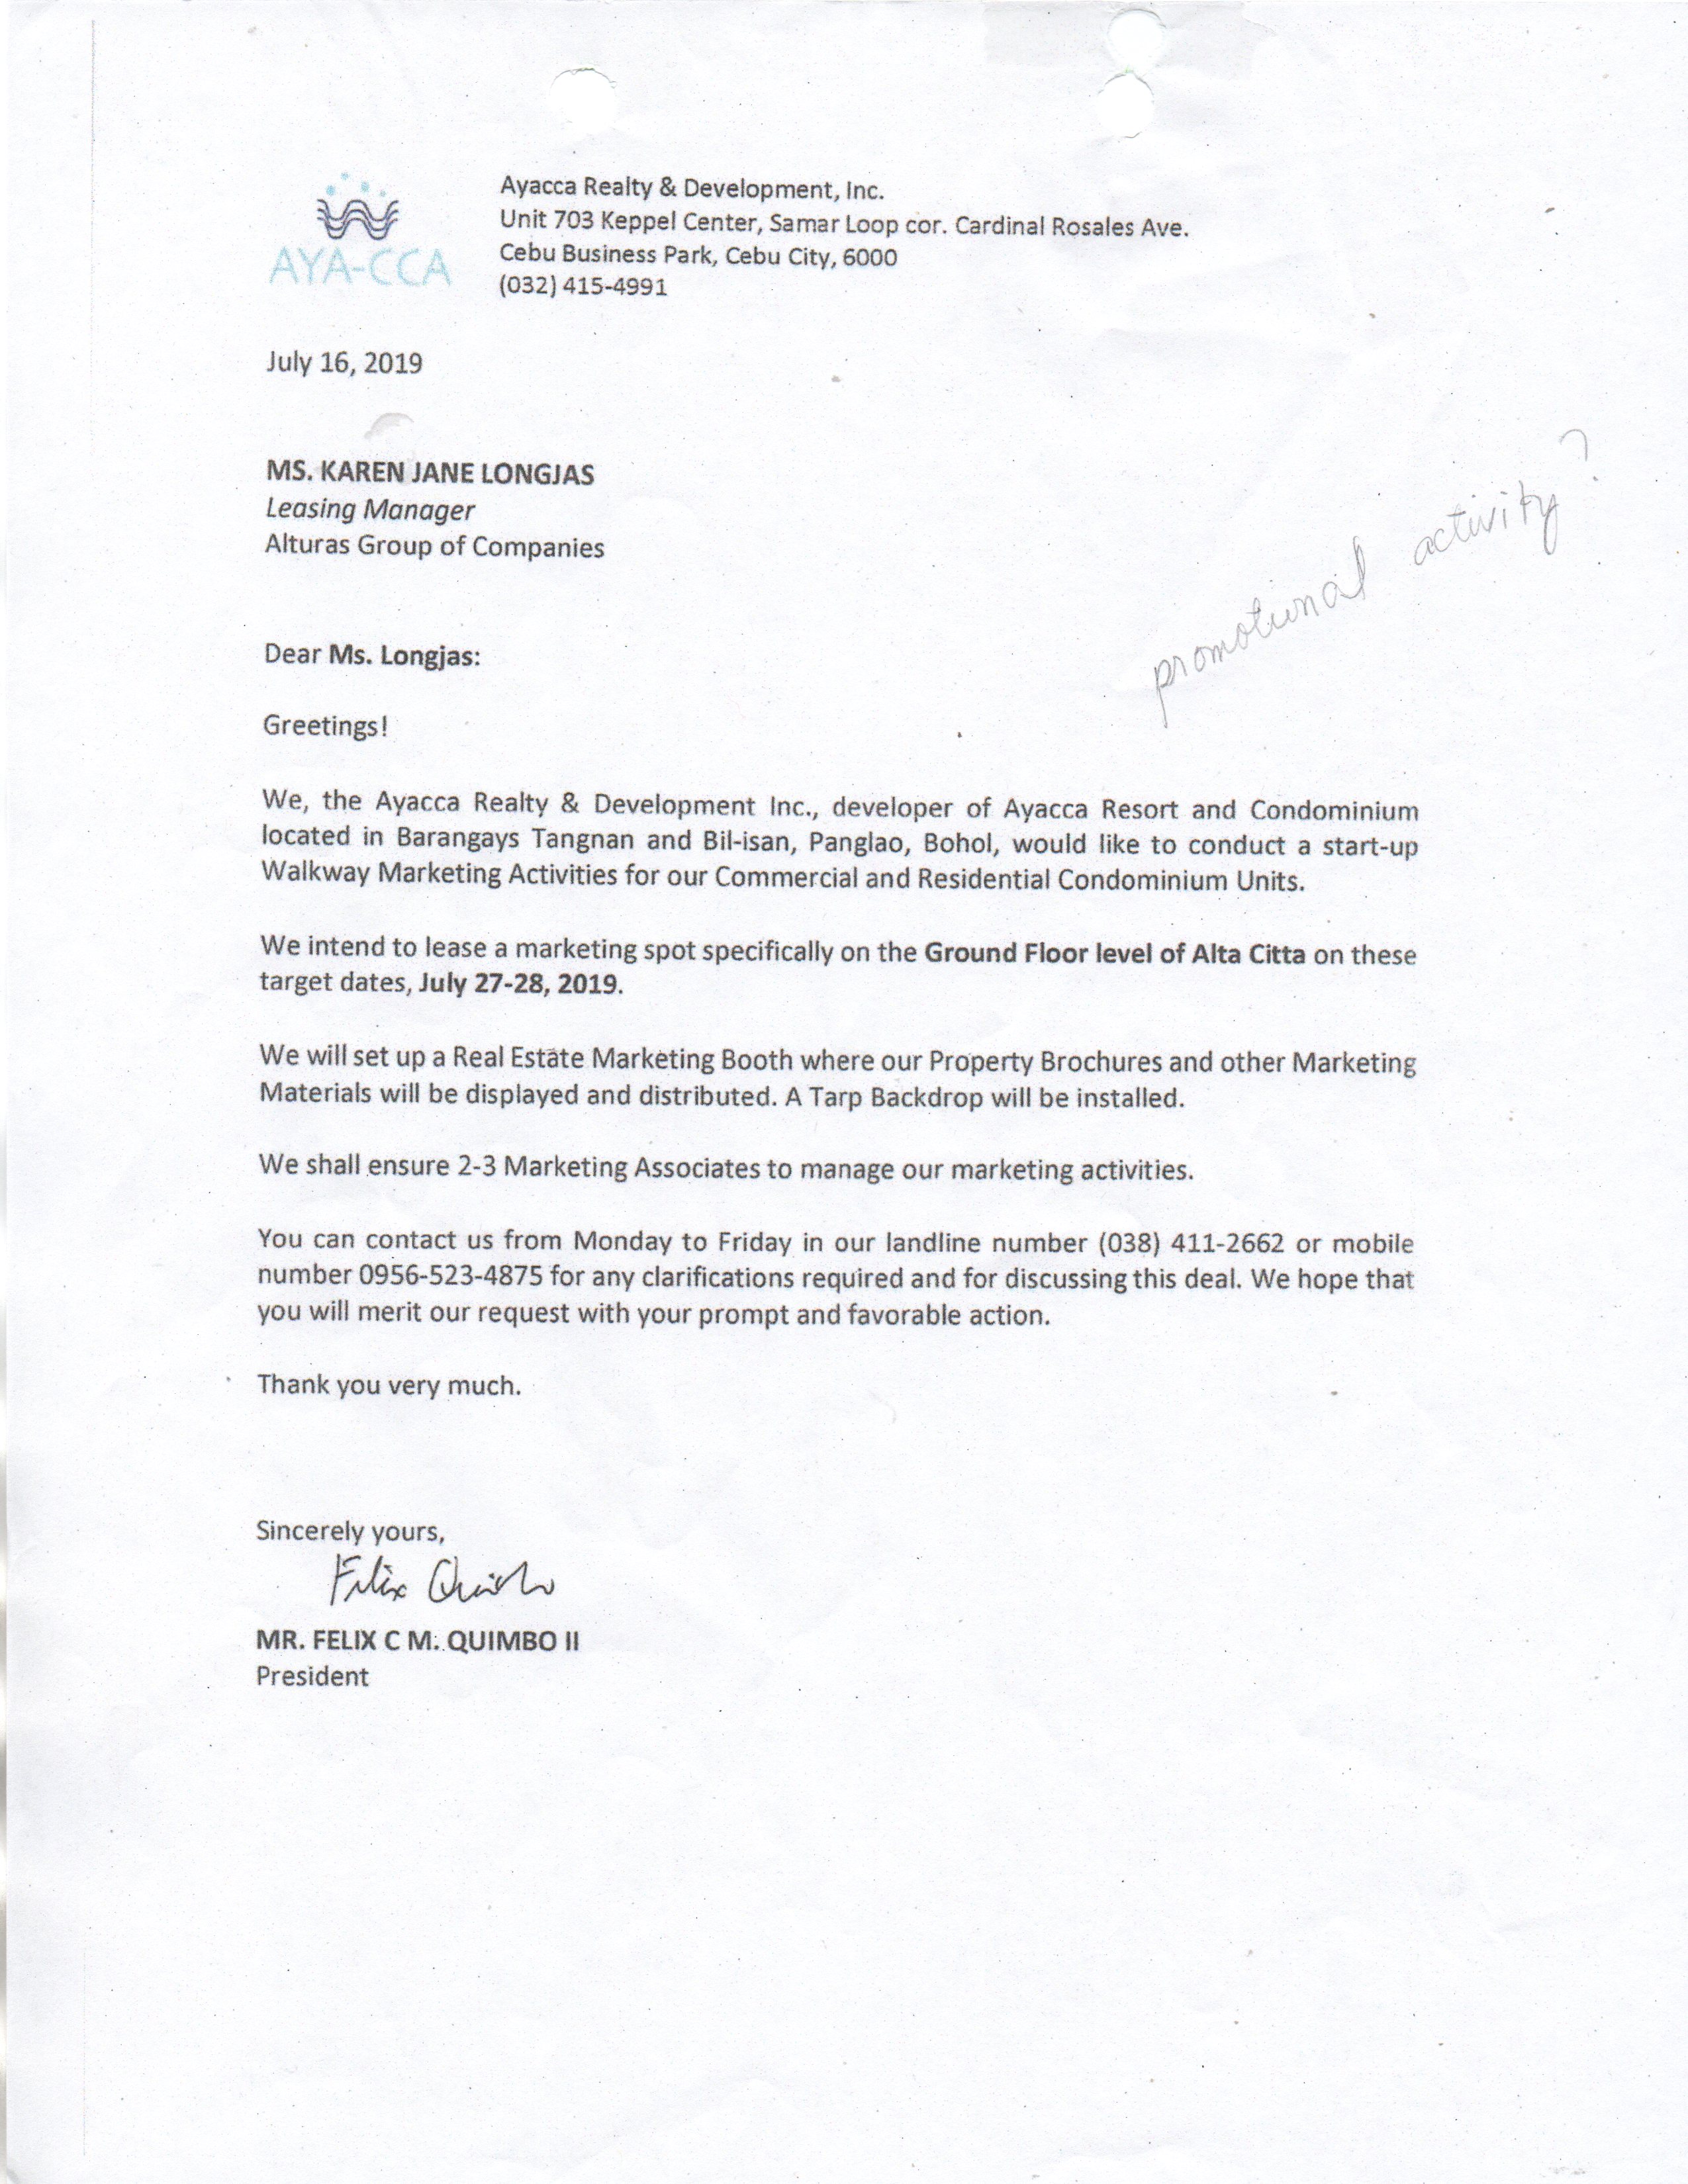 Ayacca Realty & Development, Inc.
Unit 703 Keppel Center, Samar Loop cor. Cardinal Rosales Ave.
Cebu Business Park, Cebu City, 6000
(032) 415-4991
AYA-CCA
July 16, 2019
MS. KAREN JANE LONGJAS
Leasing Manager
Alturas Group of Companies
promotional activity?
Dear Ms. Longjas:
Greetings!
We, the Ayacca Realty & Development Inc., developer of Ayacca Resort and Condominium
located in Barangays Tangnan and Bil-isan, Panglao, Bohol, would like to conduct a start-up
Walkway Marketing Activities for our Commercial and Residential Condominium Units.
We intend to lease a marketing spot specifically on the Ground Floor level of Alta Citta on these
target dates, July 27-28, 2019.
We will set up a Real Estate Marketing Booth where our Property Brochures and other Marketing
Materials will be displayed and distributed. A Tarp Backdrop will be installed.
We shall ensure 2-3 Marketing Associates to manage our marketing activities.
You can contact us from Monday to Friday in our landline number (038) 411-2662 or mobile
number 0956-523-4875 for any clarifications required and for discussing this deal. We hope that
you will merit our request with your prompt and favorable action.
Thank you very much.
Sincerely yours,
Felix Quimbo
MR. FELIX C M. QUIMBO II
President